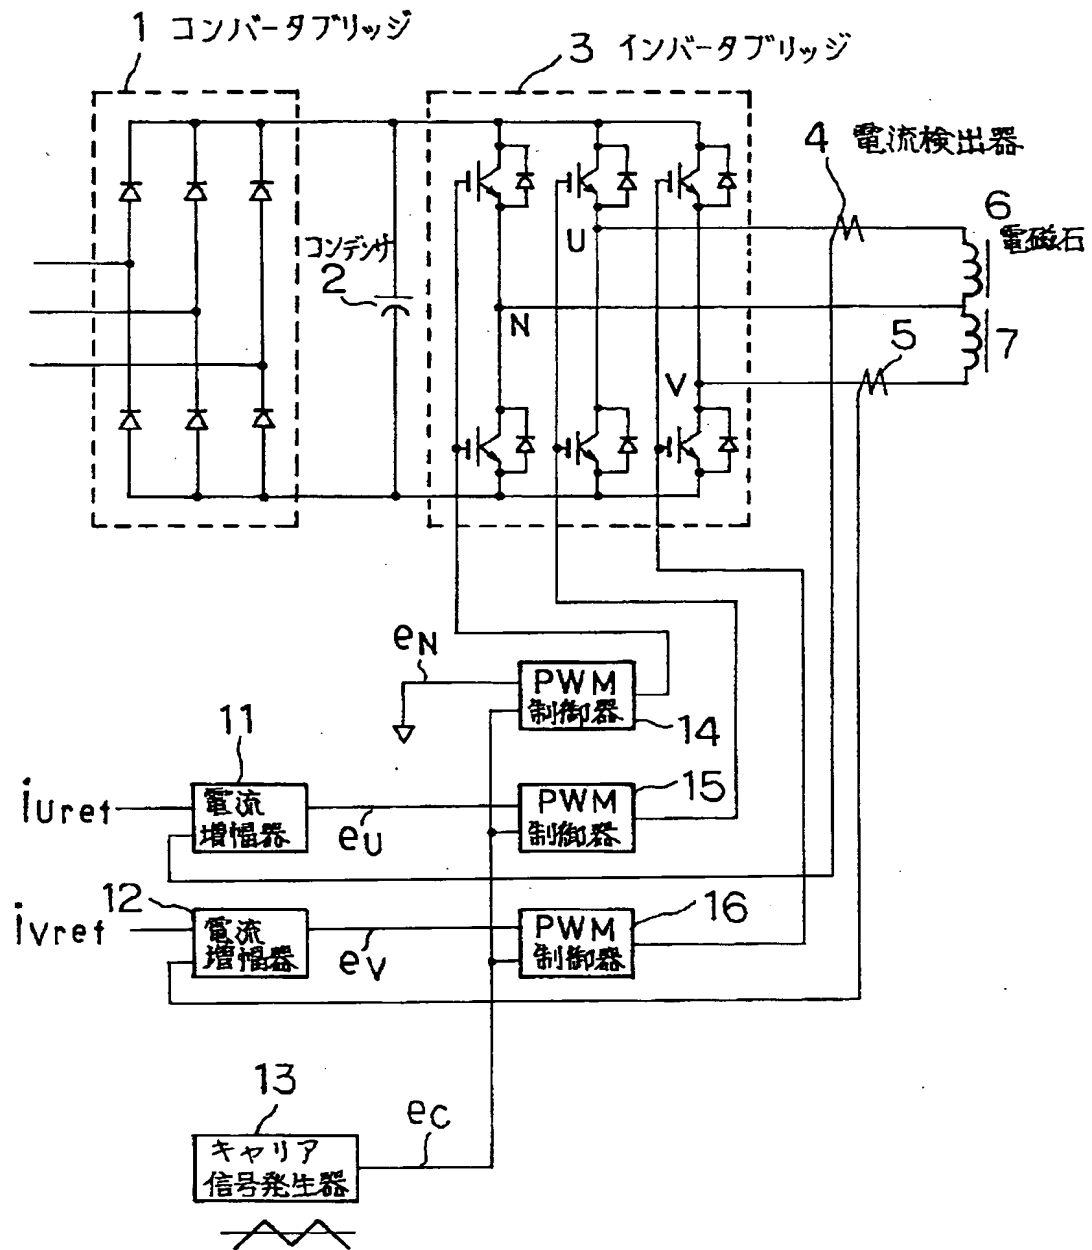 1 コンバータブリッジ
3 インバータブリッジ
4 電流検出器
6
電磁石
コンデンサ
2
U
N
5
7
V
eN
PWM
制御器
14
11
iUref
電流
増幅器
eU
PWM
制御器
15
12
iVref
電流
増幅器
eV
PWM
制御器
16
13
eC
キャリア
信号発生器